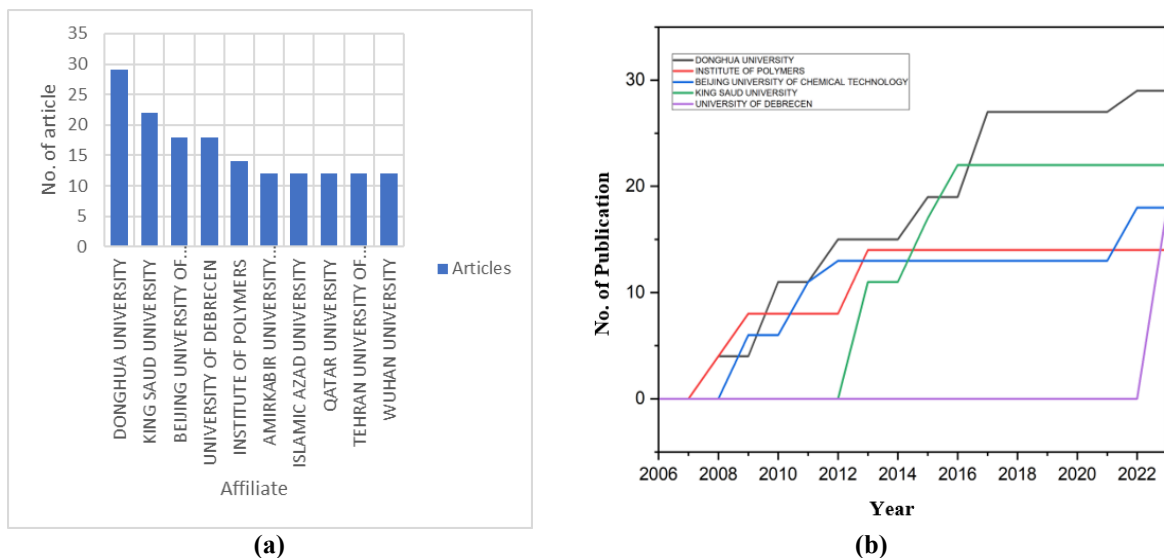 35
30
25
20
15
10
5
0
No. of article
DONGHUA UNIVERSITY
KING SAUD UNIVERSITY
BEIJING UNIVERSITY OF...
UNIVERSITY OF DEBRECEN
INSTITUTE OF POLYMERS
AMIRKABIR UNIVERSITY...
ISLAMIC AZAD UNIVERSITY
QATAR UNIVERSITY
TEHRAN UNIVERSITY OF...
WUHAN UNIVERSITY
Affiliate
Articles
(a)
DONGHUA UNIVERSITY
INSTITUTE OF POLYMERS
BEIJING UNIVERSITY OF CHEMICAL TECHNOLOGY
KING SAUD UNIVERSITY
UNIVERSITY OF DEBRECEN
No. of Publication
30
20
10
0
2006 2008 2010 2012 2014 2016 2018 2020 2022
Year
(b)